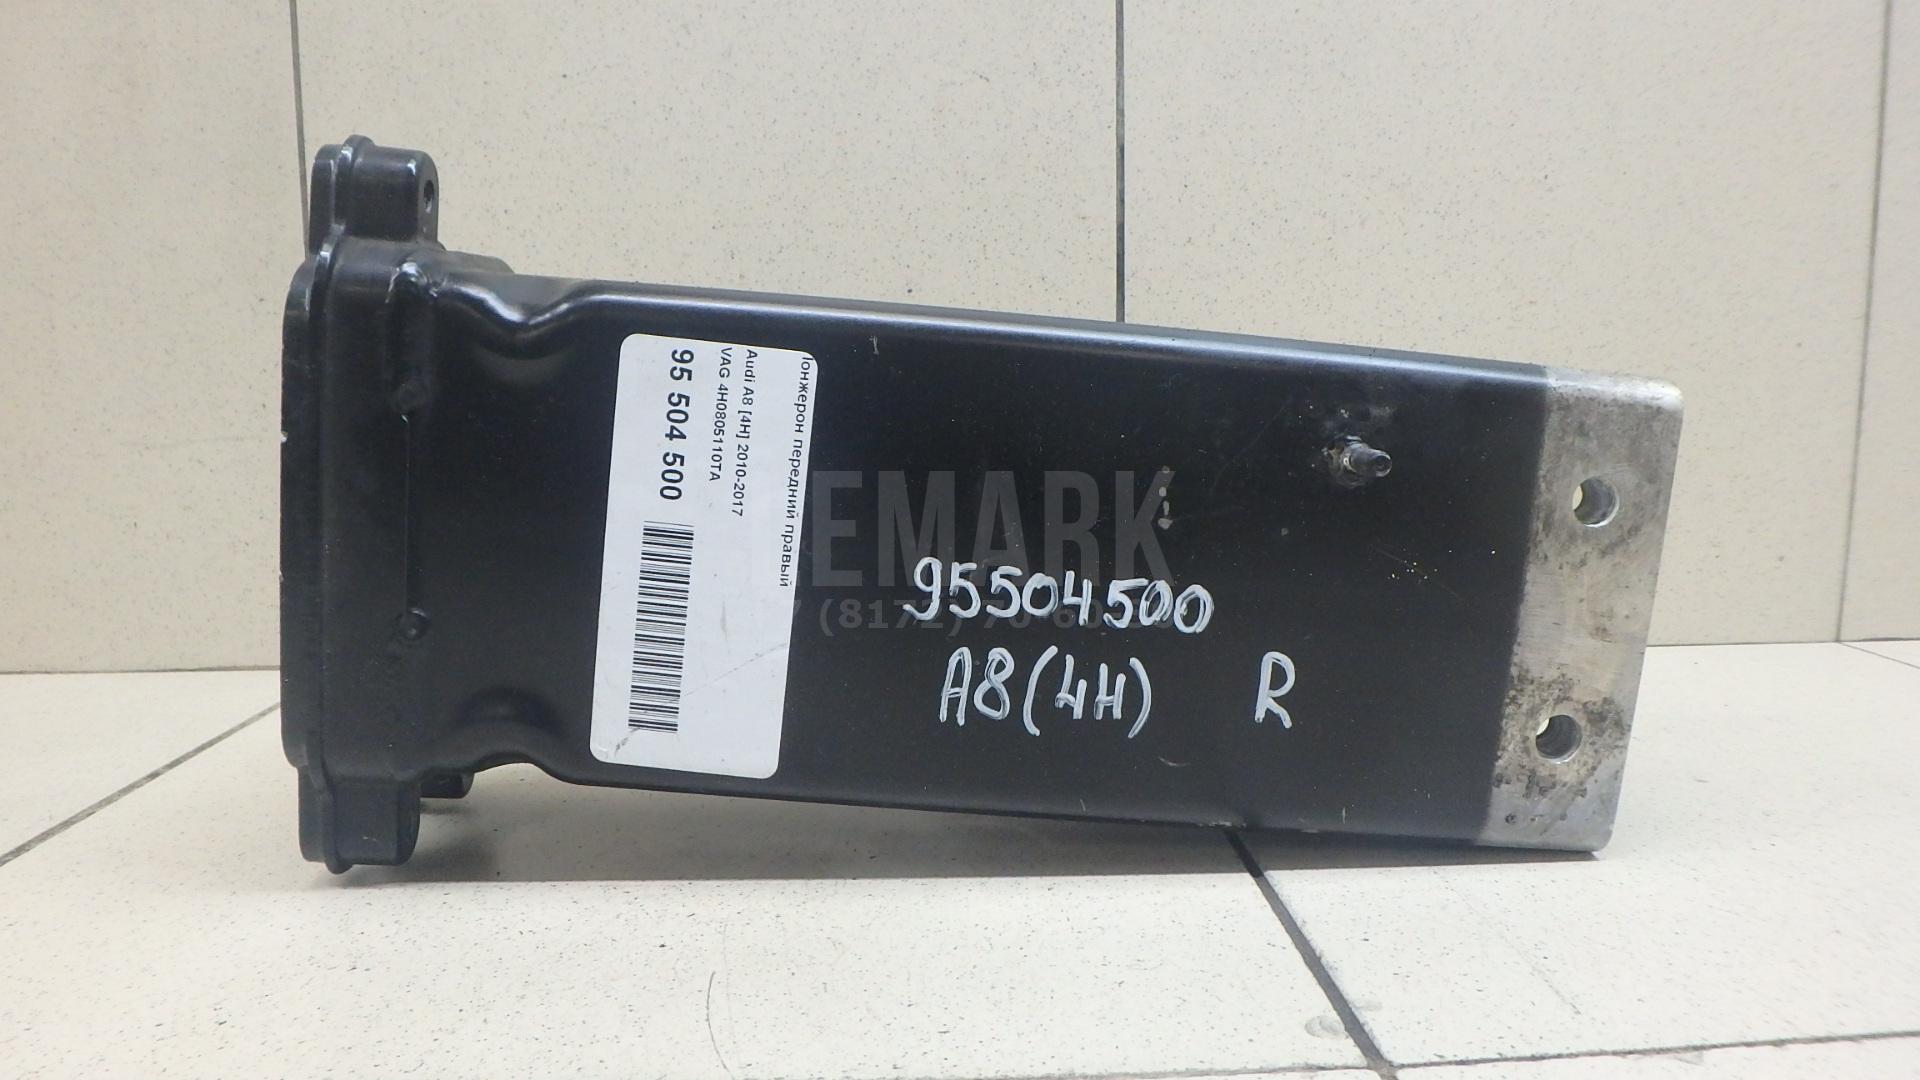 Лонжерон передний правый
Audi A8 [4H] 2010-2017
VAG 4H0805110TA
95 504 500
95504500
A8(4H) R